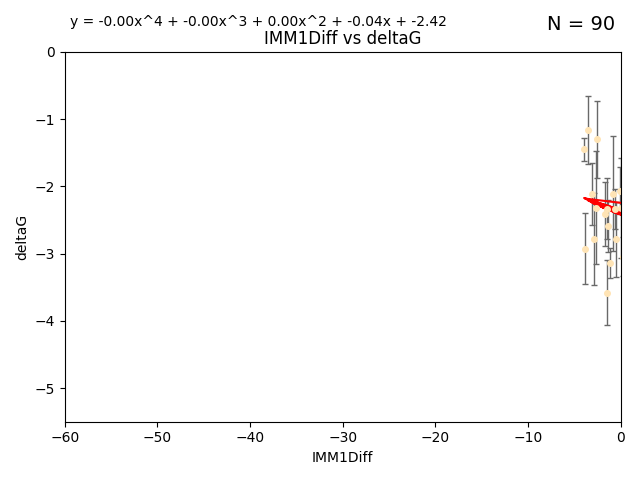 y = -0.00x^4 + -0.00x^3 + 0.00x^2 + -0.04x + -2.42
N = 90
IMM1Diff vs deltaG
0
−1
−2
−3
−4
−5
deltaG
−60 −50 −40 −30 −20 −10 0
IMM1Diff